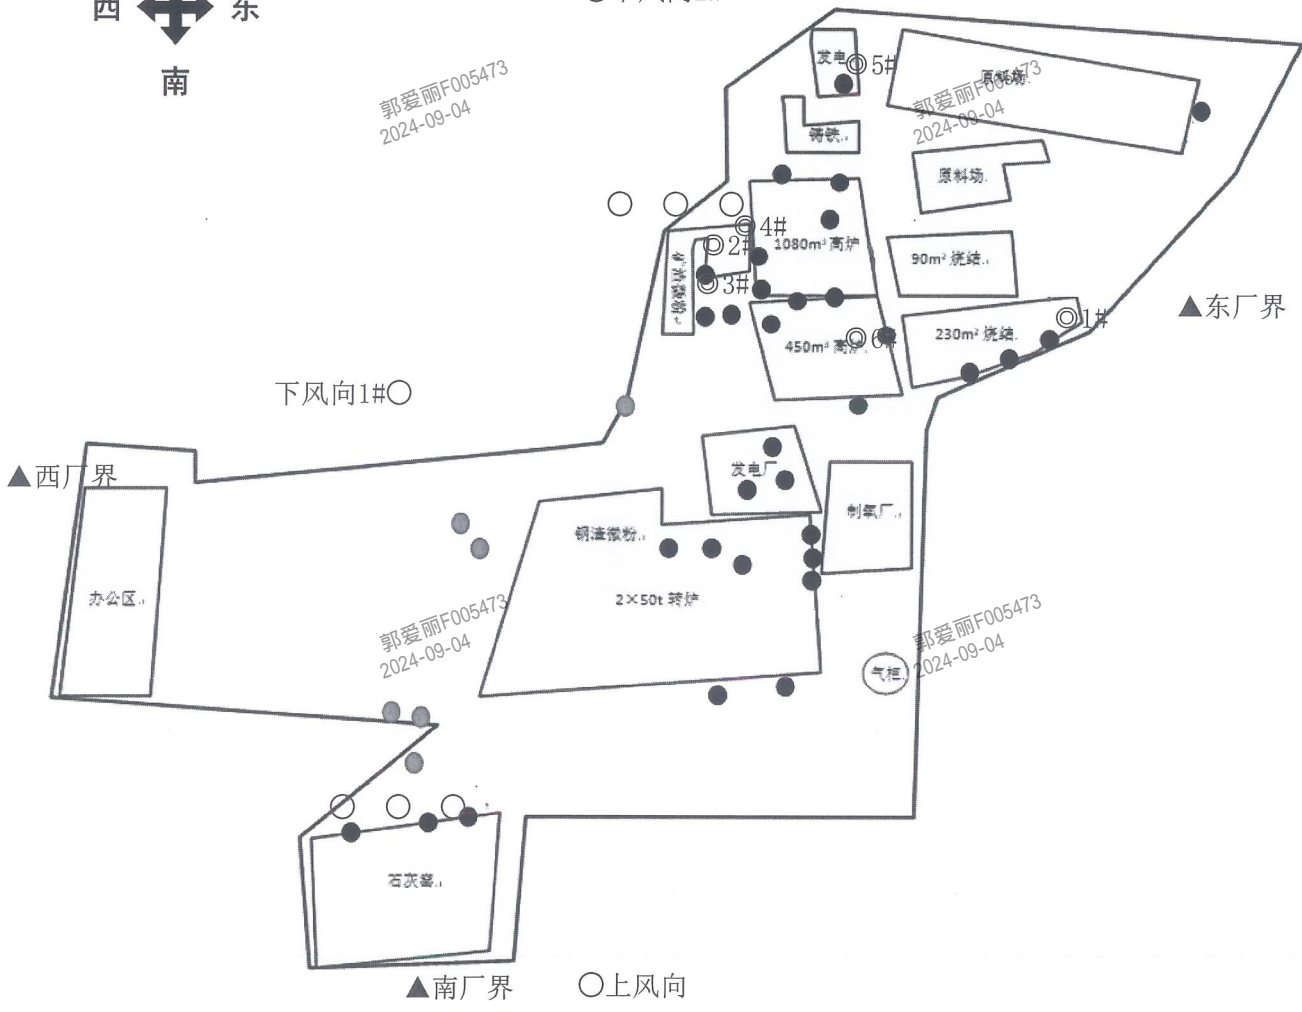 西 东
南
发电
5#
原料场
郭爱丽F005473
2024-09-04
郭爱丽F005473
2024-09-04
铸铁
原料场
4#
2#
1080m³高炉
90m²烧结
3#
东厂界
1#
230m²烧结
450m³高炉
6#
下风向1#
西厂界
发电厂
制氧厂
钢渣微粉
办公区
2×50t 转炉
郭爱丽F005473
2024-09-04
郭爱丽F005473
2024-09-04
气柜
石灰窑
南厂界
上风向